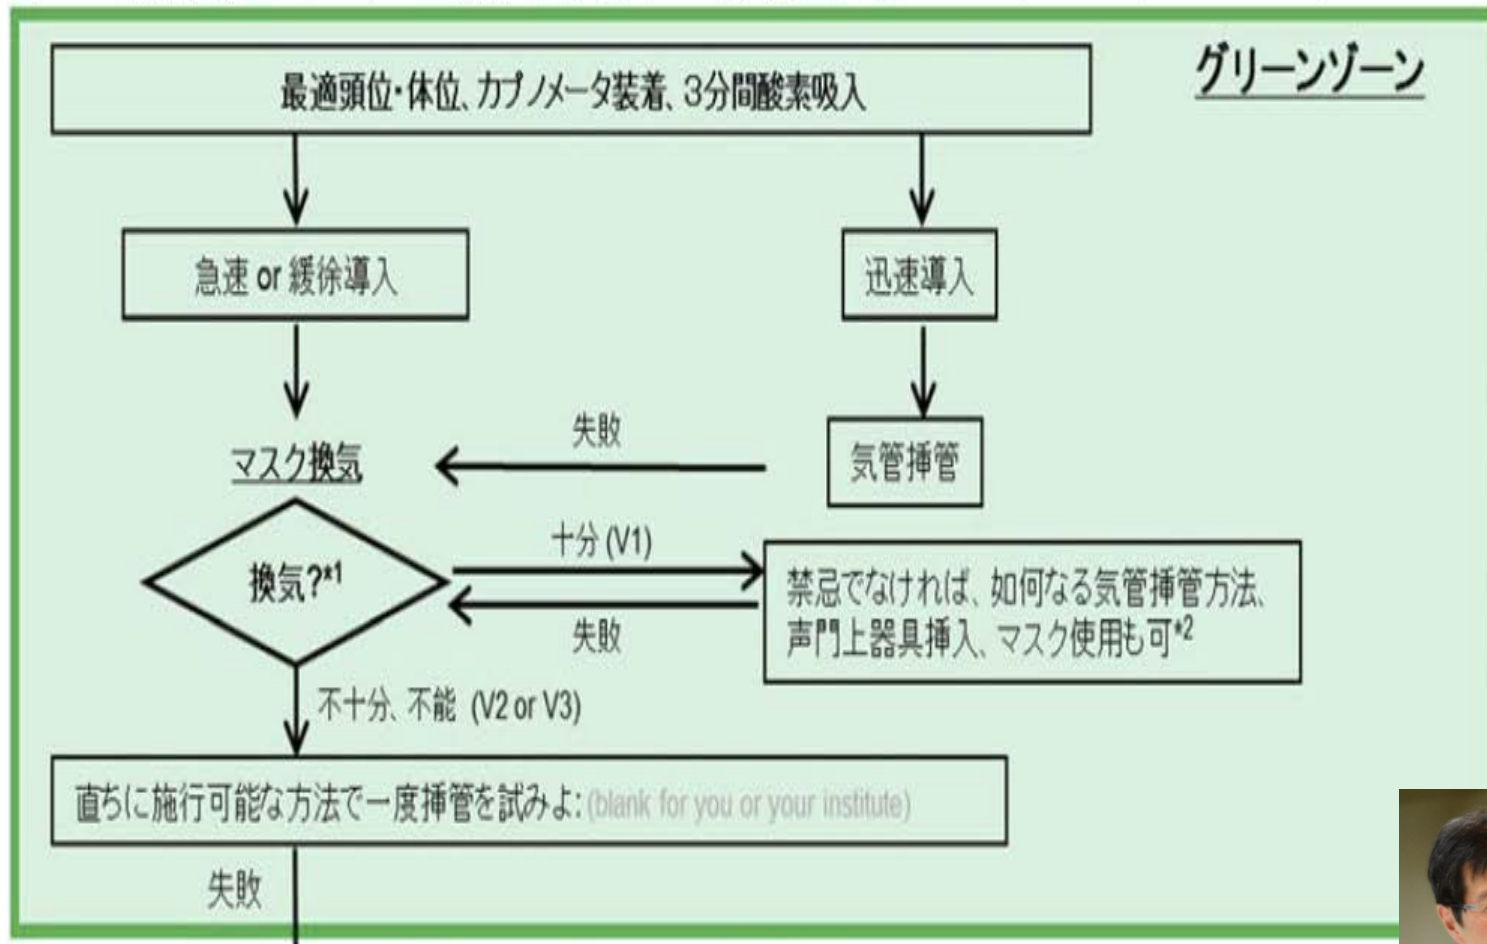 グリーンゾーン
最適頭位・体位、カプノメータ装着、3分間酸素吸入
急速 or 緩徐導入
迅速導入
マスク換気
失敗
気管挿管
換気?*1
十分 (V1)
失敗
禁忌でなければ、如何なる気管挿管方法、
声門上器具挿入、マスク使用も可*2
不十分、不能 (V2 or V3)
直ちに施行可能な方法で一度挿管を試みよ: (blank for you or your institute)
失敗